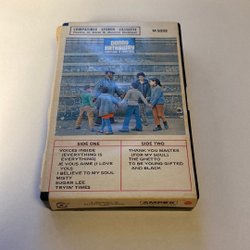 COMPATIBLE STEREO CASSETTE
DONNY
HATHAWAY
SIDE ONE
VOICES INSIDE
(EVERYTHING IS
EVERYTHING)
JE VOUS AIME (I LOVE
YOU)
I BELIEVE TO MY SOUL
MISTY
SUGAR LEE
TRYIN' TIMES
SIDE TWO
THANK YOU MASTER
(FOR MY SOUL)
THE GHETTO
TO BE YOUNG GIFTED
AND BLACK
AMPEX